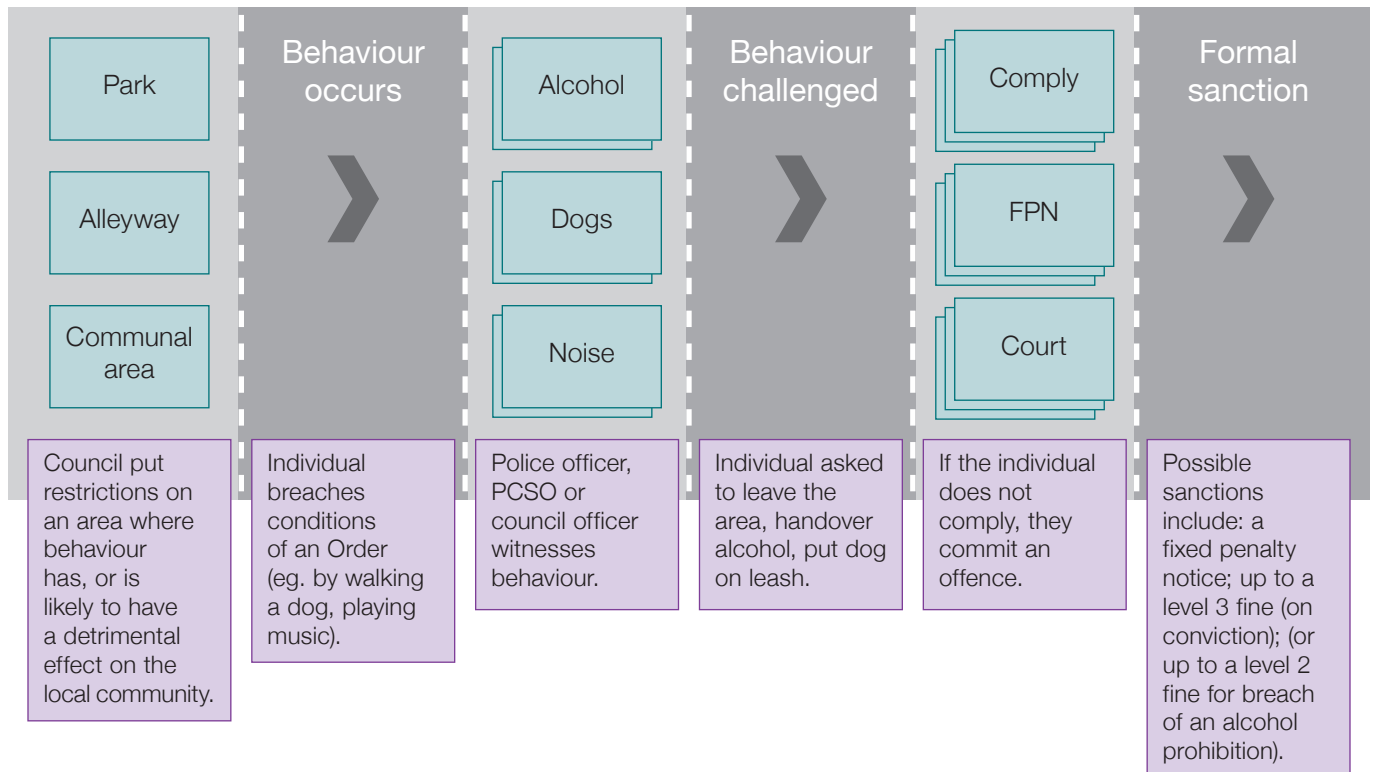 Park
Alleyway
Communal
area
Behaviour
occurs
Alcohol
Dogs
Noise
Behaviour
challenged
Comply
FPN
Court
Formal
sanction
Council put
restrictions on
an area where
behaviour
has, or is
likely to have
a detrimental
effect on the
local community.
Individual
breaches
conditions
of an Order
(eg. by walking
a dog, playing
music).
Police officer,
PCSO or
council officer
witnesses
behaviour.
Individual asked
to leave the
area, handover
alcohol, put dog
on leash.
If the individual
does not
comply, they
commit an
offence.
Possible
sanctions
include: a
fixed penalty
notice; up to a
level 3 fine (on
conviction); (or
up to a level 2
fine for breach
of an alcohol
prohibition).